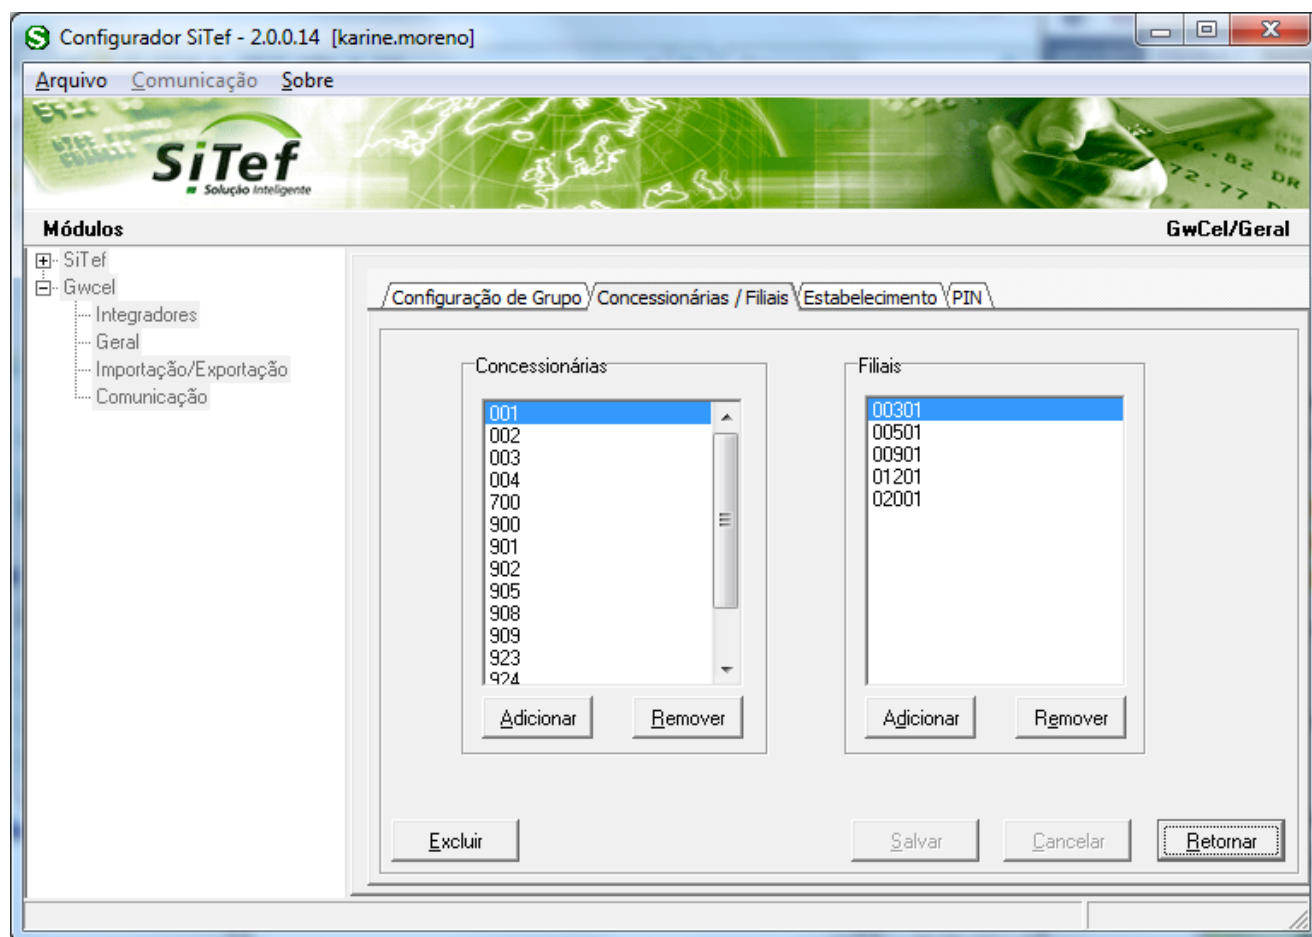 Configurador SiTef - 2.0.0.14 [karine.moreno]
Arquivo Comunicação Sobre
SiTef
Solução Inteligente
Módulos
GwCel/Geral
SiTef
Gwcel
Integradores
Geral
Importação/Exportação
Comunicação
Configuração de Grupo Concessionárias / Filiais Estabelecimento PIN
Concessionárias
001
002
003
004
700
900
901
902
905
908
909
923
924
Adicionar Remover
Filiais
00301
00501
00901
01201
02001
Adicionar Remover
Excluir Salvar Cancelar Retornar